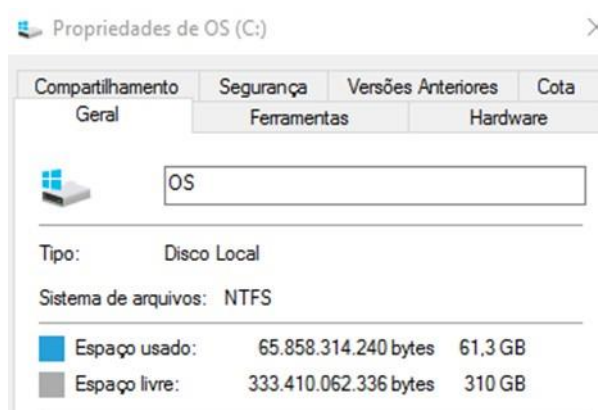 Propriedades de OS (C:)
Compartilhamento Segurança Versões Anteriores Cota
Geral Ferramentas Hardware
OS
Tipo: Disco Local
Sistema de arquivos: NTFS
Espaço usado: 65.858.314.240 bytes 61,3 GB
Espaço livre: 333.410.062.336 bytes 310 GB